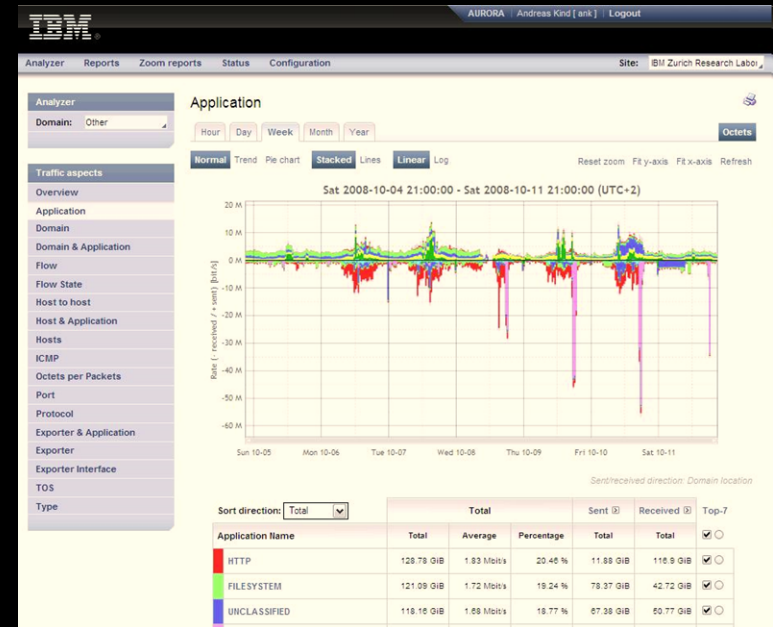 IBM
AURORA | Andreas Kind [ ank ] | Logout
Analyzer Reports Zoom reports Status Configuration
Site: IBM Zurich Research Labor
Analyzer
Domain: Other
Traffic aspects
Overview
Application
Domain
Domain & Application
Flow
Flow State
Host to host
Host & Application
Hosts
ICMP
Octets per Packets
Port
Protocol
Exporter & Application
Exporter
Exporter Interface
TOS
Type
Application
Hour Day Week Month Year
Octets
Normal Trend Pie chart Stacked Lines Linear Log
Reset zoom Fit y-axis Fit x-axis Refresh
Sat 2008-10-04 21:00:00 - Sat 2008-10-11 21:00:00 (UTC+2)
Rate (- received / + sent) [bit/s]
20 M
10 M
0 M
-10 M
-20 M
-30 M
-40 M
-50 M
-60 M
Sun 10-05 Mon 10-06 Tue 10-07 Wed 10-08 Thu 10-09 Fri 10-10 Sat 10-11
Sent/received direction: Domain location
Sort direction: Total
Total Sent Received Top-7
Application Name Total Average Percentage Total Total
HTTP 128.78 GiB 1.83 Mbit/s 20.46 % 11.88 GiB 116.9 GiB
FILESYSTEM 121.09 GiB 1.72 Mbit/s 19.24 % 78.37 GiB 42.72 GiB
UNCLASSIFIED 118.16 GiB 1.68 Mbit/s 18.77 % 67.38 GiB 50.77 GiB